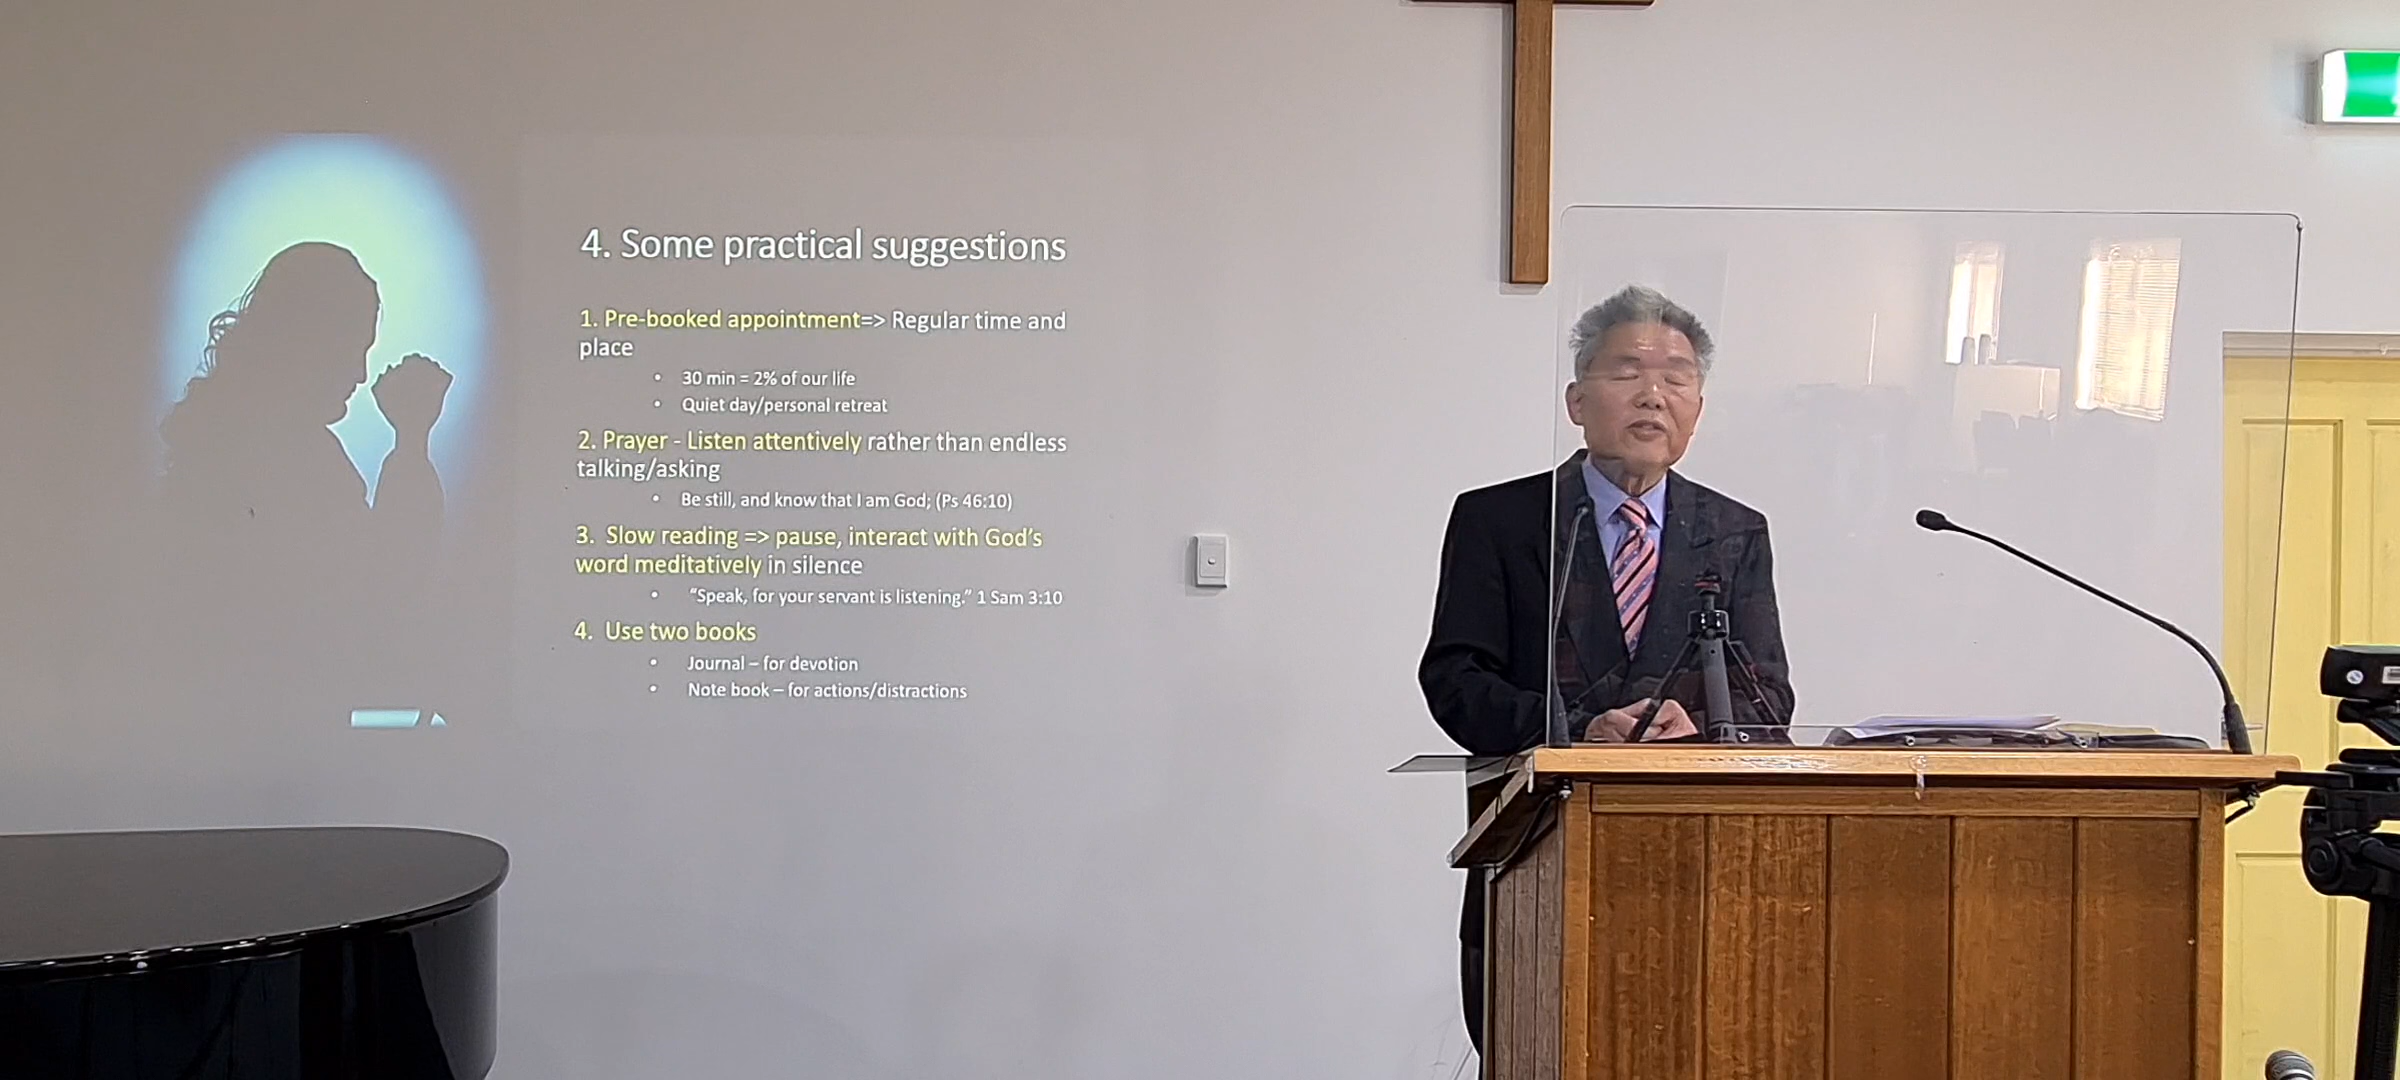 4. Some practical suggestions
1. Pre-booked appointment=> Regular time and
place
• 30 min = 2% of our life
• Quiet day/personal retreat
2. Prayer - Listen attentively rather than endless
talking/asking
• Be still, and know that I am God; (Ps 46:10)
3. Slow reading => pause, interact with God's
word meditatively in silence
• "Speak, for your servant is listening." 1 Sam 3:10
4. Use two books
• Journal – for devotion
• Note book – for actions/distractions